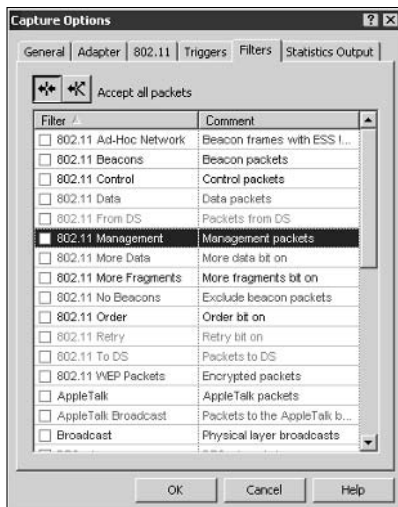 Capture Options
General Adapter 802.11 Triggers Filters Statistics Output
Accept all packets
Filter Comment
802.11 Ad-Hoc Network Beacon frames with ESS I...
802.11 Beacons Beacon packets
802.11 Control Control packets
802.11 Data Data packets
802.11 From DS Packets from DS
802.11 Management Management packets
802.11 More Data More data bit on
802.11 More Fragments More fragments bit on
802.11 No Beacons Exclude beacon packets
802.11 Order Order bit on
802.11 Retry Retry bit on
802.11 To DS Packets to DS
802.11 WEP Packets Encrypted packets
AppleTalk AppleTalk packets
AppleTalk Broadcast Packets to the AppleTalk b...
Broadcast Physical layer broadcasts
OK Cancel Help